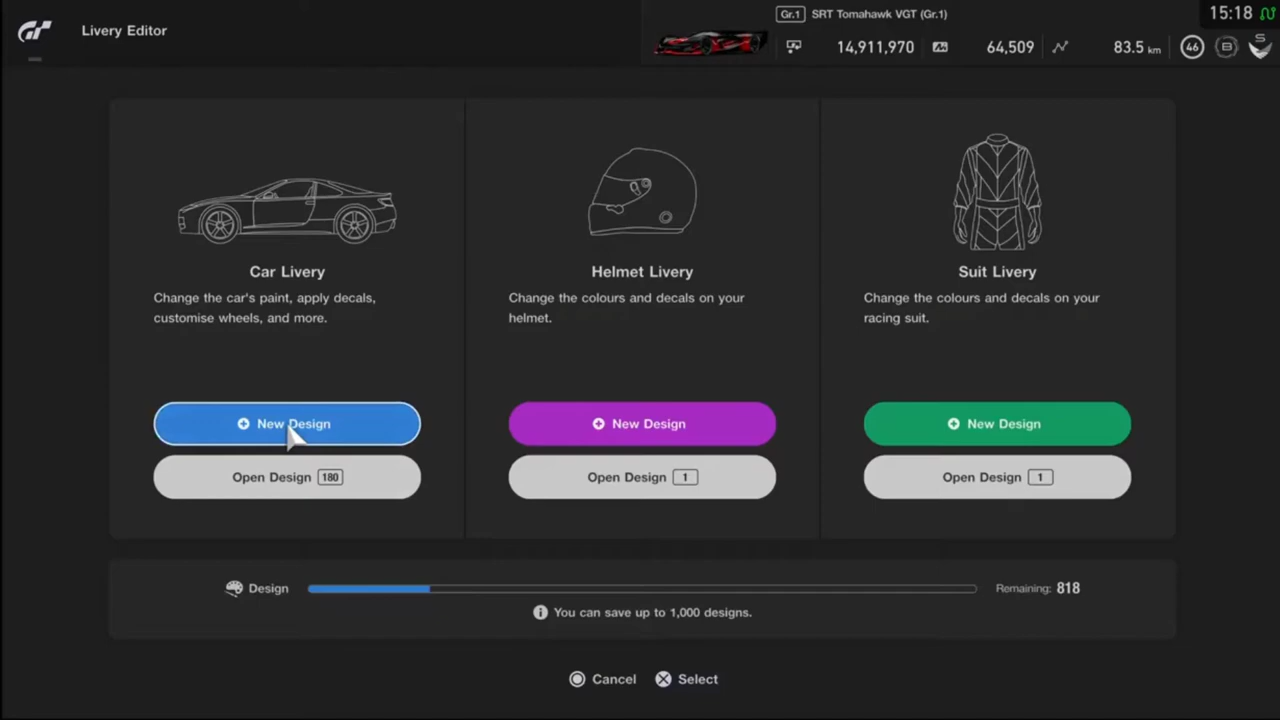 Gr.1 SRT Tomahawk VGT (Gr.1)
15:18
Livery Editor
14,911,970
64,509
83.5 km
46
B
S
Car Livery
Change the car's paint, apply decals,
customise wheels, and more.
New Design
Open Design 180
Helmet Livery
Change the colours and decals on your
helmet.
New Design
Open Design 1
Suit Livery
Change the colours and decals on your
racing suit.
New Design
Open Design 1
Design
Remaining: 818
You can save up to 1,000 designs.
Cancel
Select